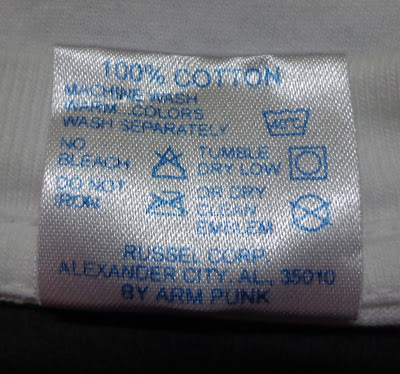 100% COTTON
MACHINE WASH
WARM..COLORS
WASH SEPARATELY
NO BLEACH
TUMBLE DRY LOW
DO NOT IRON
OR DRY CLEAN EMBLEM
RUSSEL CORP.
ALEXANDER CITY, AL, 35010
BY ARM PUNK